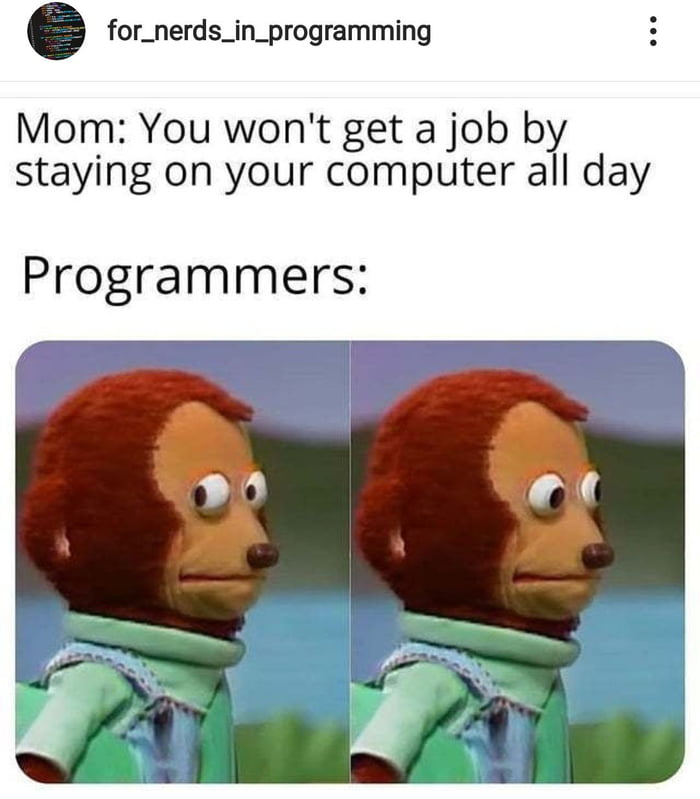 for_nerds_in_programming
Mom: You won't get a job by
staying on your computer all day
Programmers: